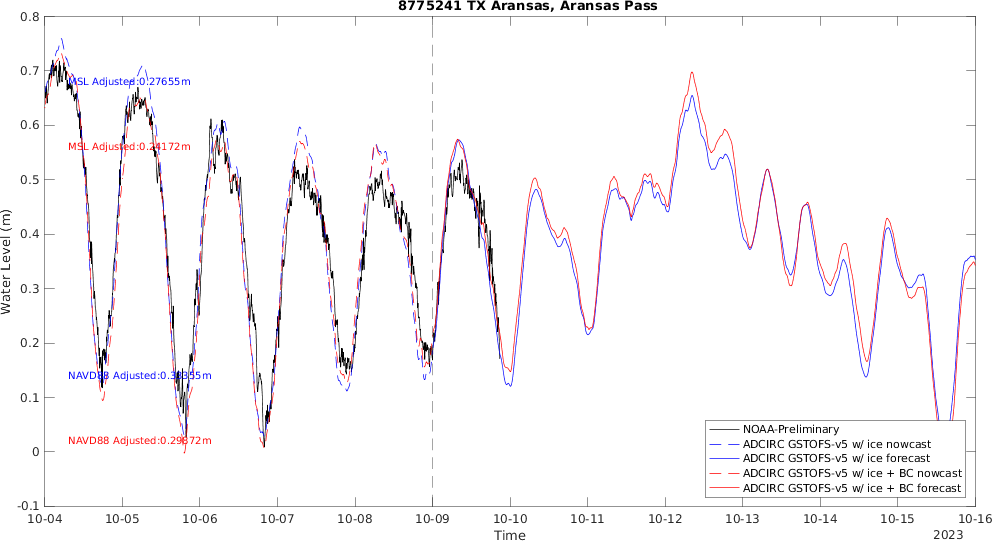 8775241 TX Aransas, Aransas Pass
0.8
0.7
0.6
0.5
0.4
0.3
0.2
0.1
0
-0.1
Water Level (m)
MSL Adjusted:0.27655m
MSL Adjusted:0.24172m
NAVD88 Adjusted:0.33355m
NAVD88 Adjusted:0.29872m
NOAA-Preliminary
ADCIRC GSTOFS-v5 w/ ice nowcast
ADCIRC GSTOFS-v5 w/ ice forecast
ADCIRC GSTOFS-v5 w/ ice + BC nowcast
ADCIRC GSTOFS-v5 w/ ice + BC forecast
10-04 10-05 10-06 10-07 10-08 10-09 10-10 10-11 10-12 10-13 10-14 10-15 10-16
Time
2023